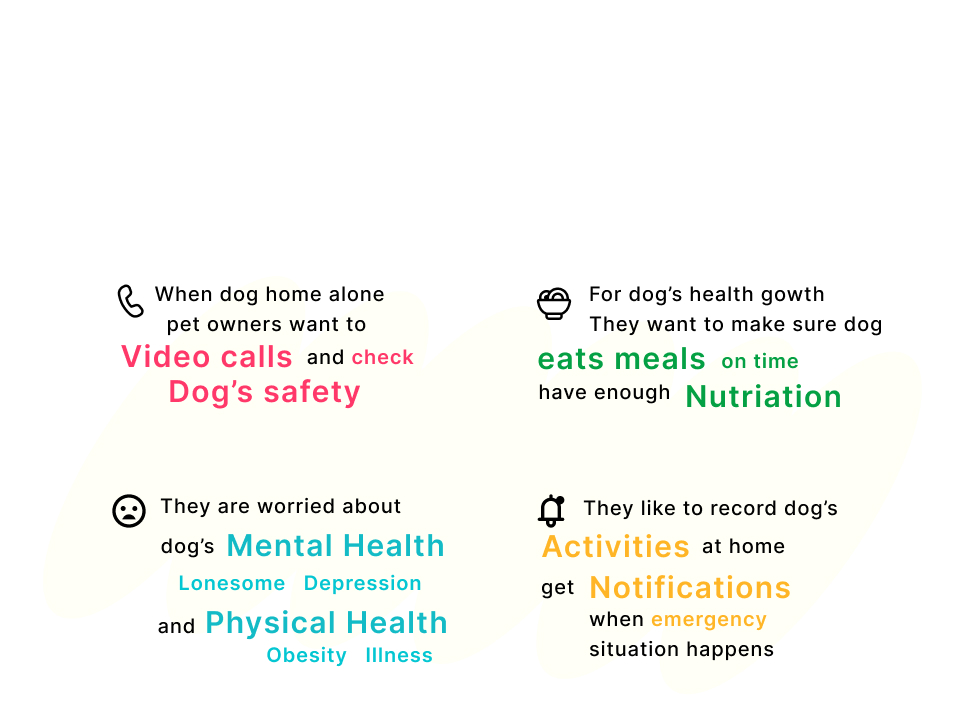 When dog home alone
pet owners want to
Video calls and check
Dog's safety
For dog's health gowth
They want to make sure dog
eats meals on time
have enough Nutriation
They are worried about
dog's Mental Health
Lonesome Depression
and Physical Health
Obesity Illness
They like to record dog's
Activities at home
get Notifications
when emergency
situation happens